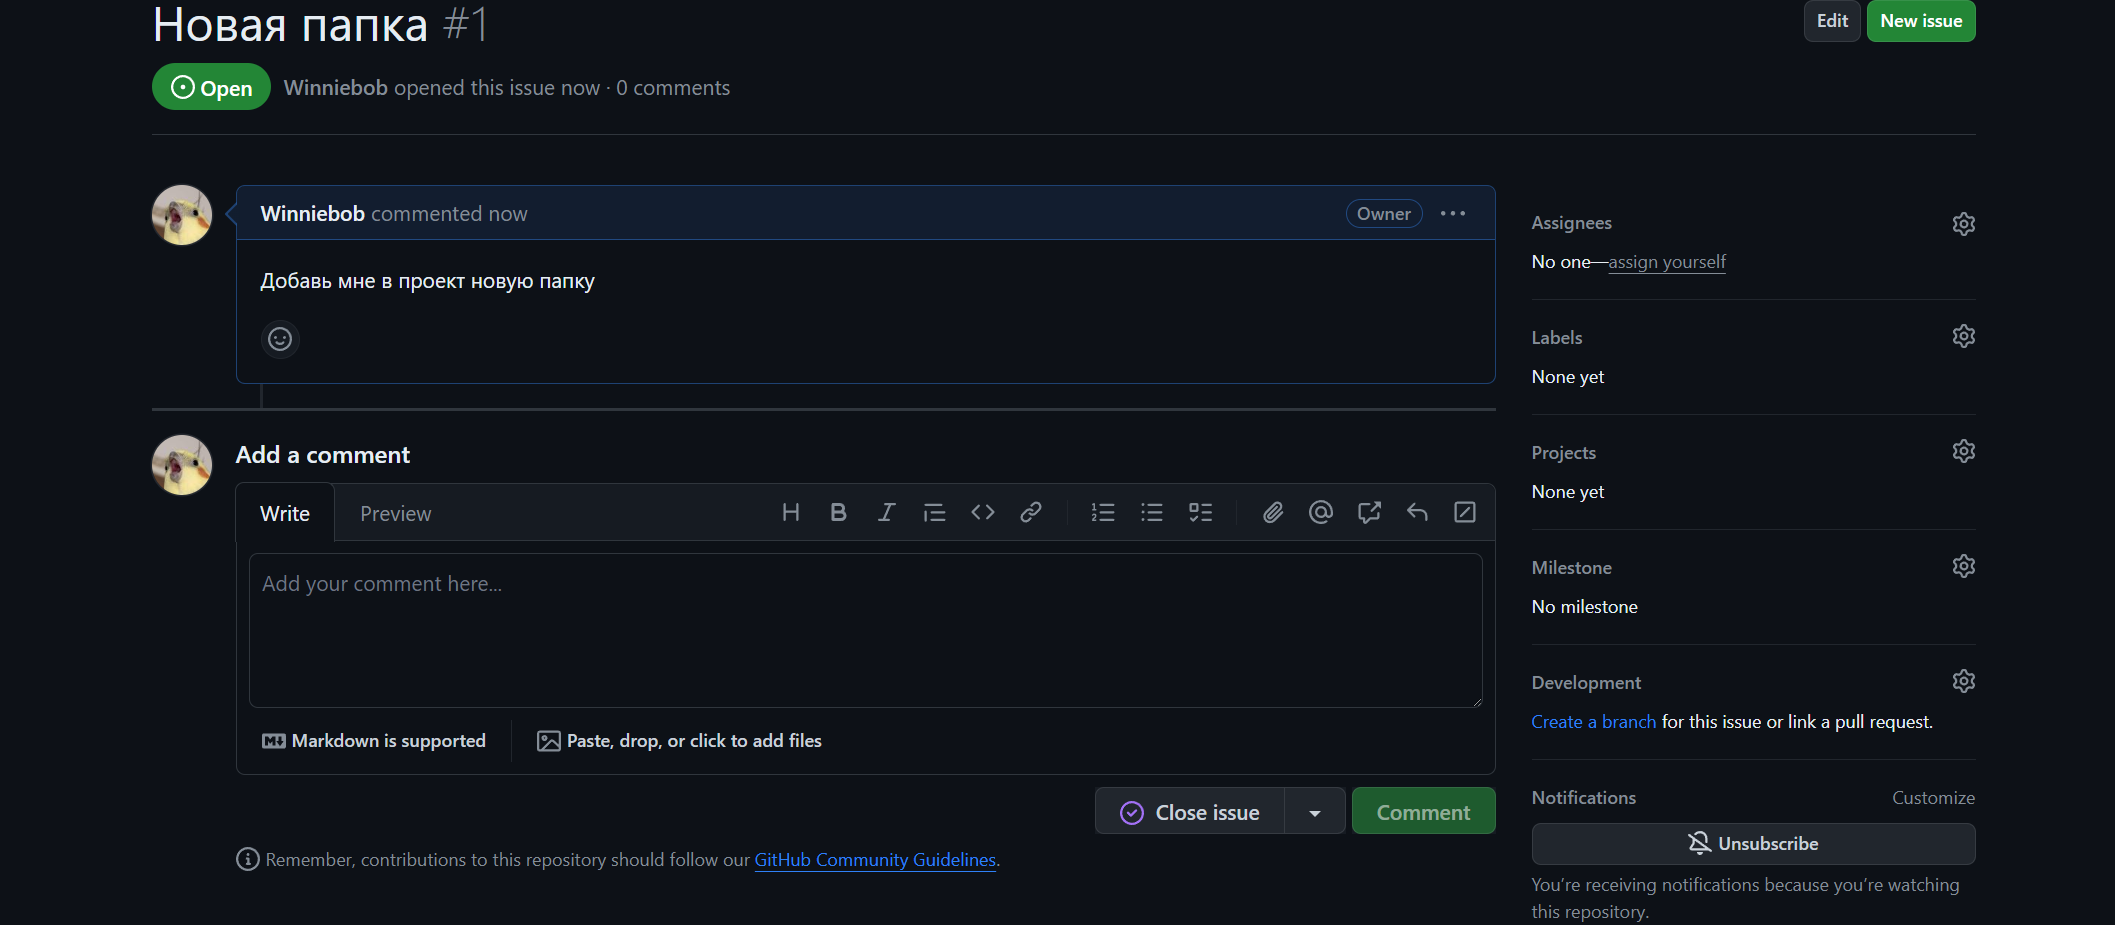 Новая папка #1
Edit
New issue
Open
Winniebob opened this issue now · 0 comments
Winniebob commented now
Owner
Добавь мне в проект новую папку
Add a comment
Write
Preview
Add your comment here...
Markdown is supported
Paste, drop, or click to add files
Close issue
Comment
Remember, contributions to this repository should follow our GitHub Community Guidelines.
Assignees
No one—assign yourself
Labels
None yet
Projects
None yet
Milestone
No milestone
Development
Create a branch for this issue or link a pull request.
Notifications
Customize
Unsubscribe
You’re receiving notifications because you’re watching
this repository.